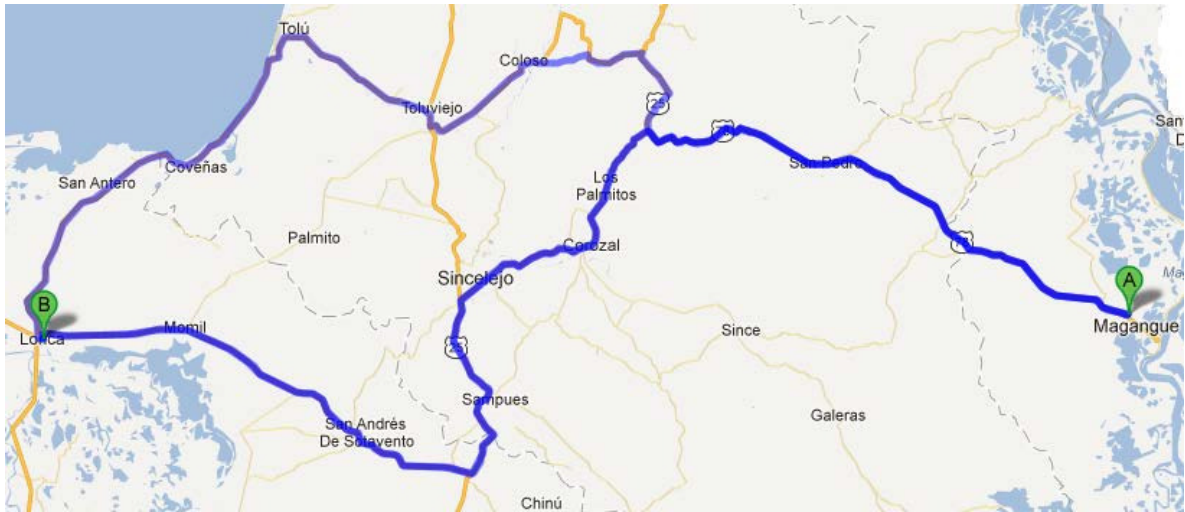 Tolú
Coloso
Toluviejo
25
San
D
San Pedro
Coveñas
San Antero
Los
Palmitos
Palmito
Corozal
Sincelejo
A
B
Magangue
Lorica
Momil
Since
25
Sampues
San Andrés
De Sotavento
Galeras
Chinú